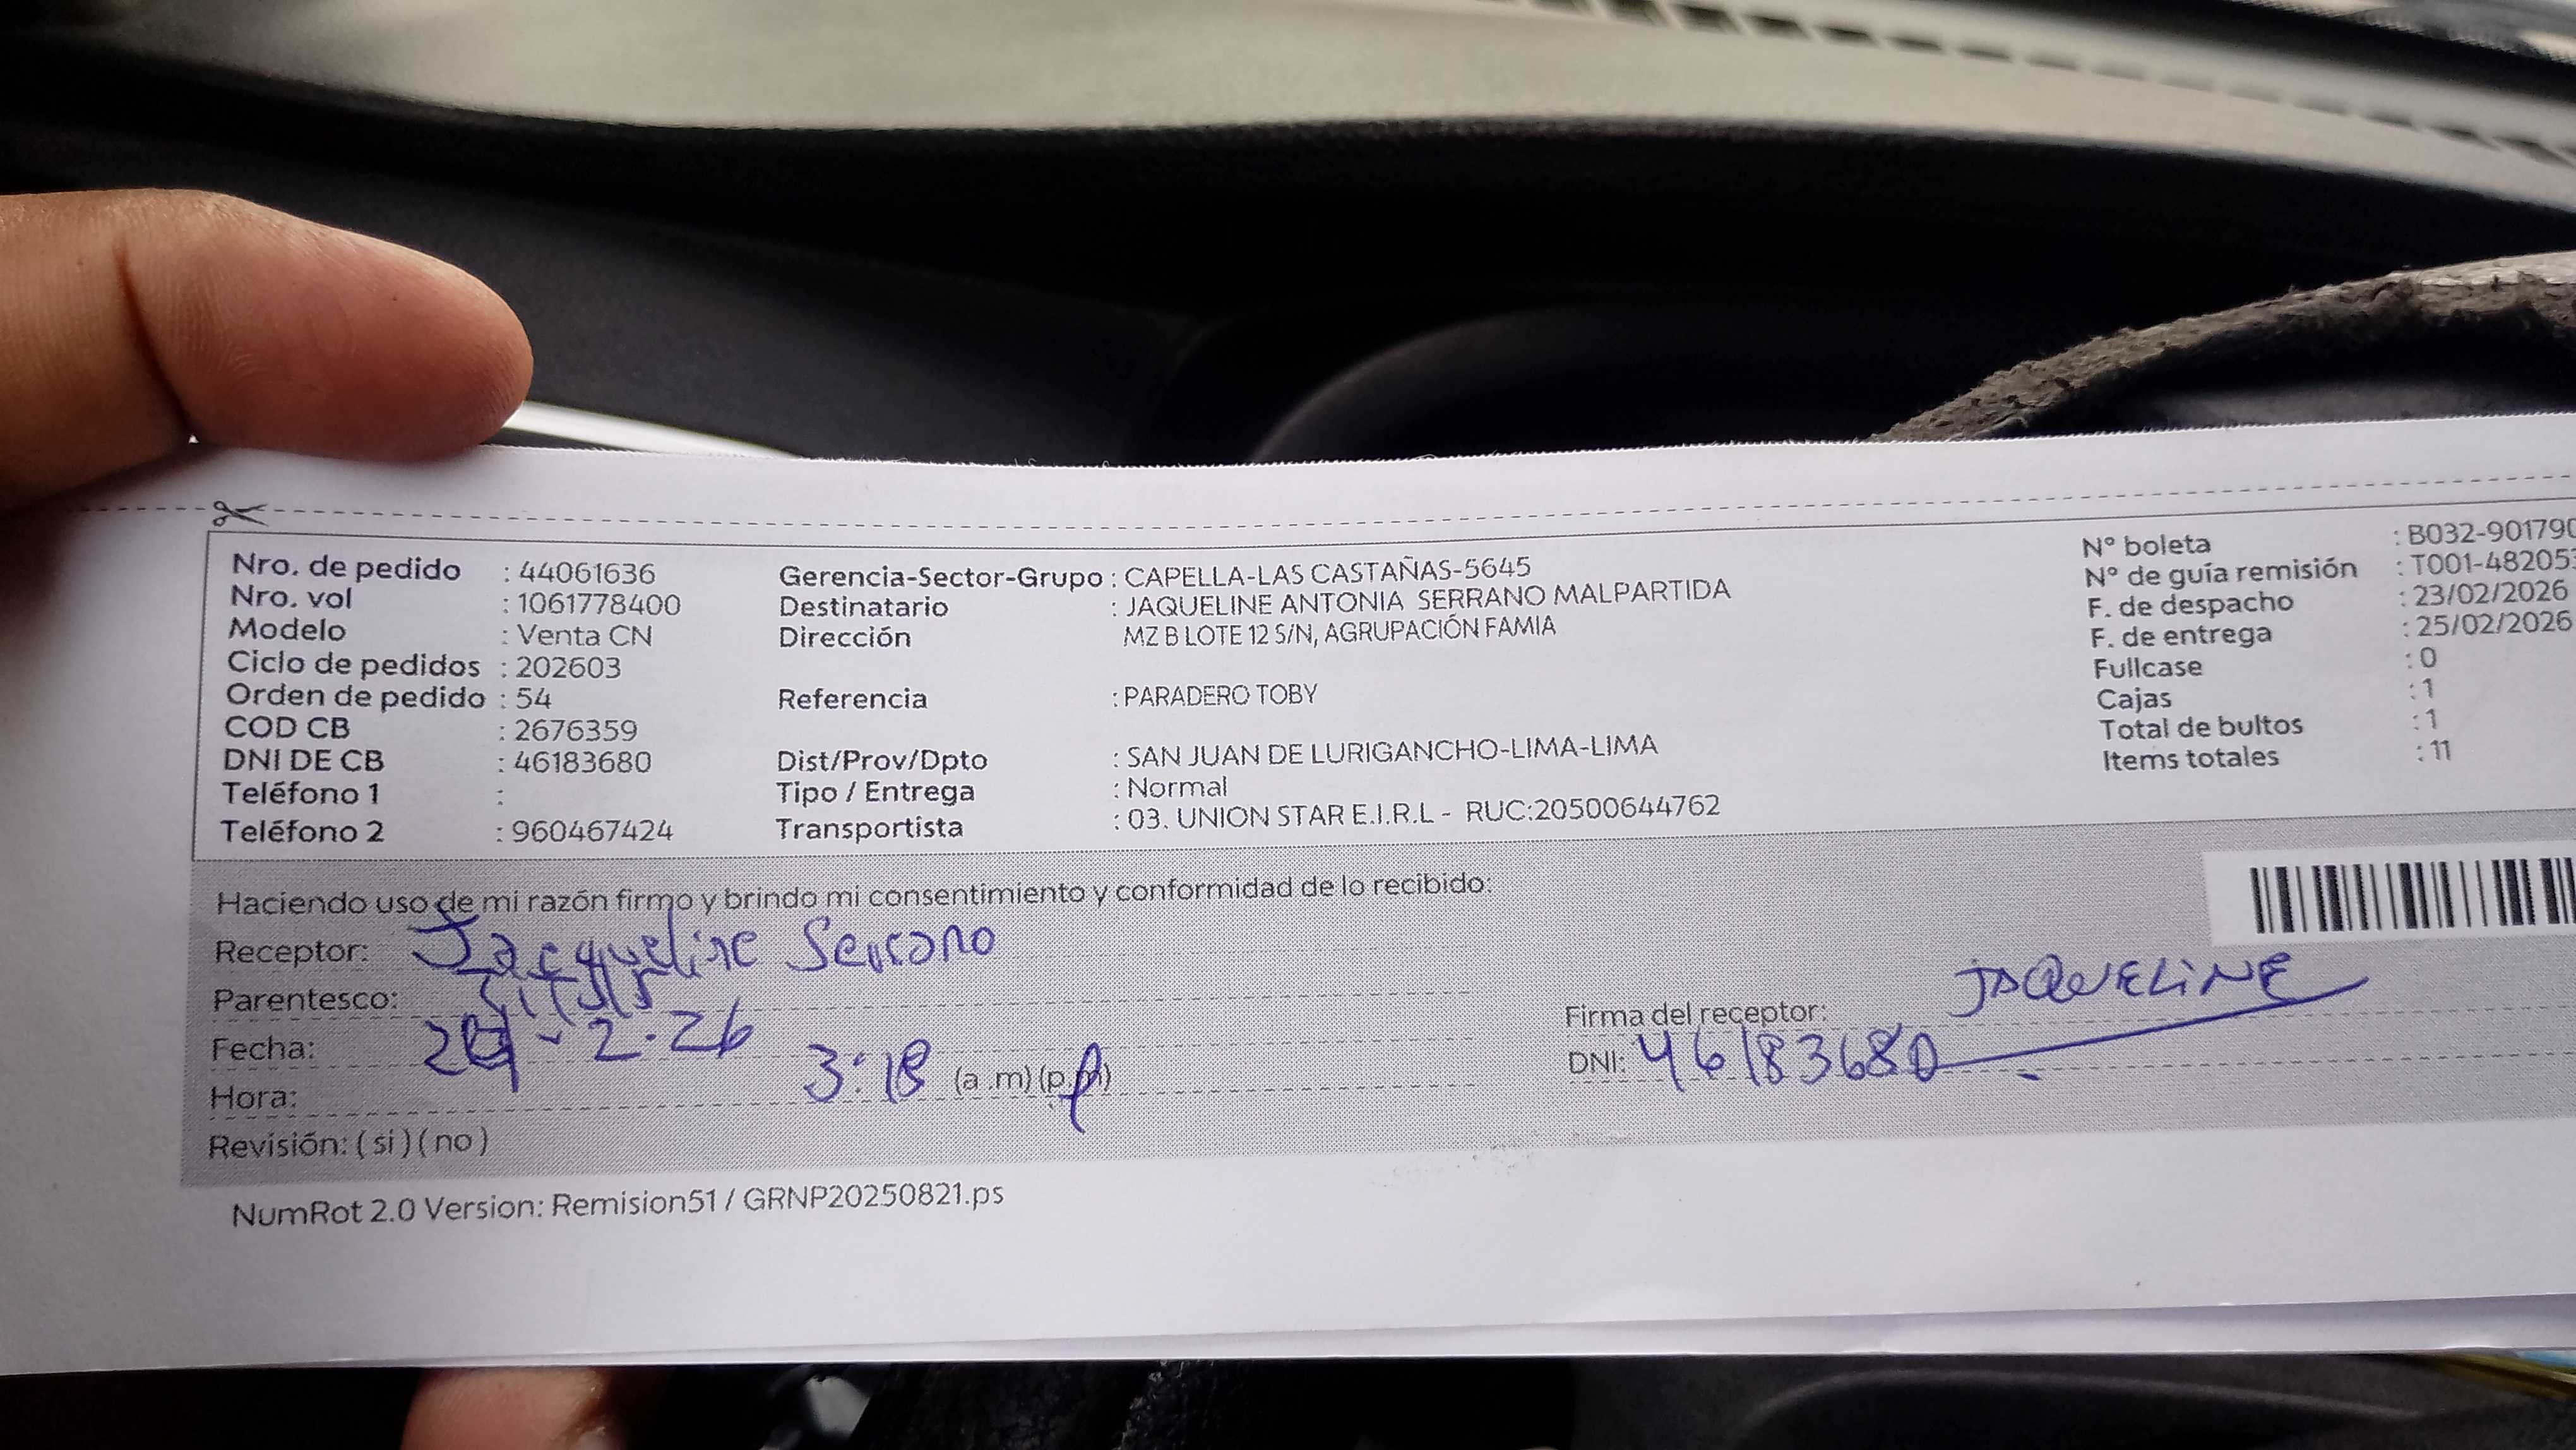 Nro. de pedido : 44061636
Nro. vol : 1061778400
Modelo : Venta CN
Ciclo de pedidos : 202603
Orden de pedido : 54
COD CB : 2676359
DNI DE CB : 46183680
Teléfono 1 :
Teléfono 2 : 960467424
Gerencia-Sector-Grupo : CAPELLA-LAS CASTAÑAS-5645
Destinatario : JAQUELINE ANTONIA SERRANO MALPARTIDA
Dirección MZ B LOTE 12 S/N, AGRUPACIÓN FAMIA
Referencia : PARADERO TOBY
Dist/Prov/Dpto : SAN JUAN DE LURIGANCHO-LIMA-LIMA
Tipo / Entrega : Normal
Transportista : 03. UNION STAR E.I.R.L - RUC:20500644762
N° boleta : B032-901790
N° de guía remisión : T001-482053
F. de despacho : 23/02/2026
F. de entrega : 25/02/2026
Fullcase : 0
Cajas : 1
Total de bultos : 1
Items totales : 11
Haciendo uso de mi razón firmo y brindo mi consentimiento y conformidad de lo recibido:
Receptor: Jacqueline Serrano
Parentesco:
Fecha: -2.26
Hora: 3:18 (a.m) (p.m)
Revisión: ( si ) ( no )
Firma del receptor: JAQUELINE
DNI: 46183680
NumRot 2.0 Version: Remision51 / GRNP20250821.ps